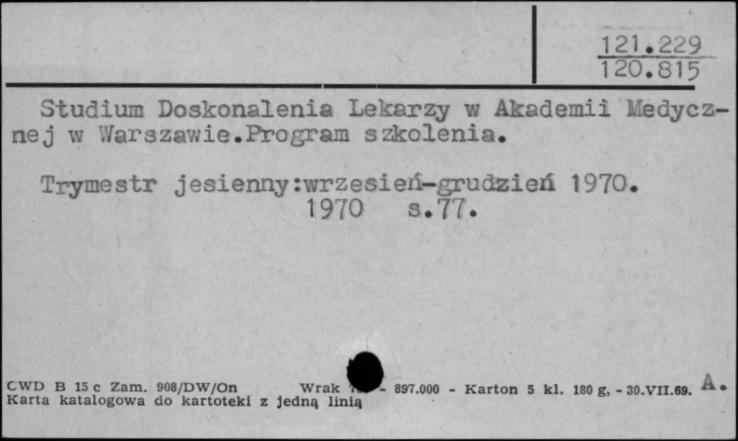 121.229
120.815
Studium Doskonalenia Lekarzy w Akademii Medycz-
nej w Warszawie.Program szkolenia.
Trymestr jesienny:wrzesień-grudzień 1970.
1970 s.77.
CWD B 15 c Zam. 908/DW/On Wrak - 897.000 - Karton 5 kl. 180 g, - 30.VII.69. A.
Karta katalogowa do kartoteki z jedną linią